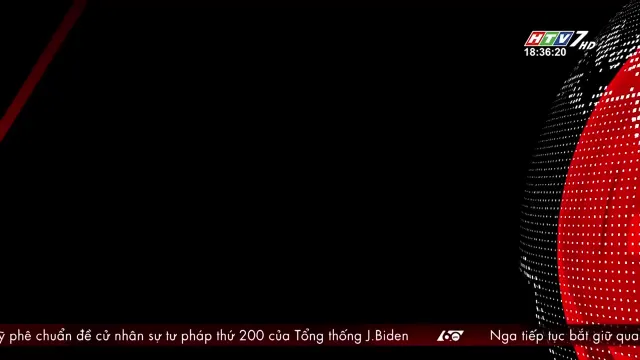 HTV7 HD
18:36:20
phê chuẩn đề cử nhân sự tư pháp thứ 200 của Tổng thống J.Biden 60 Nga tiếp tục bắt giữ qua